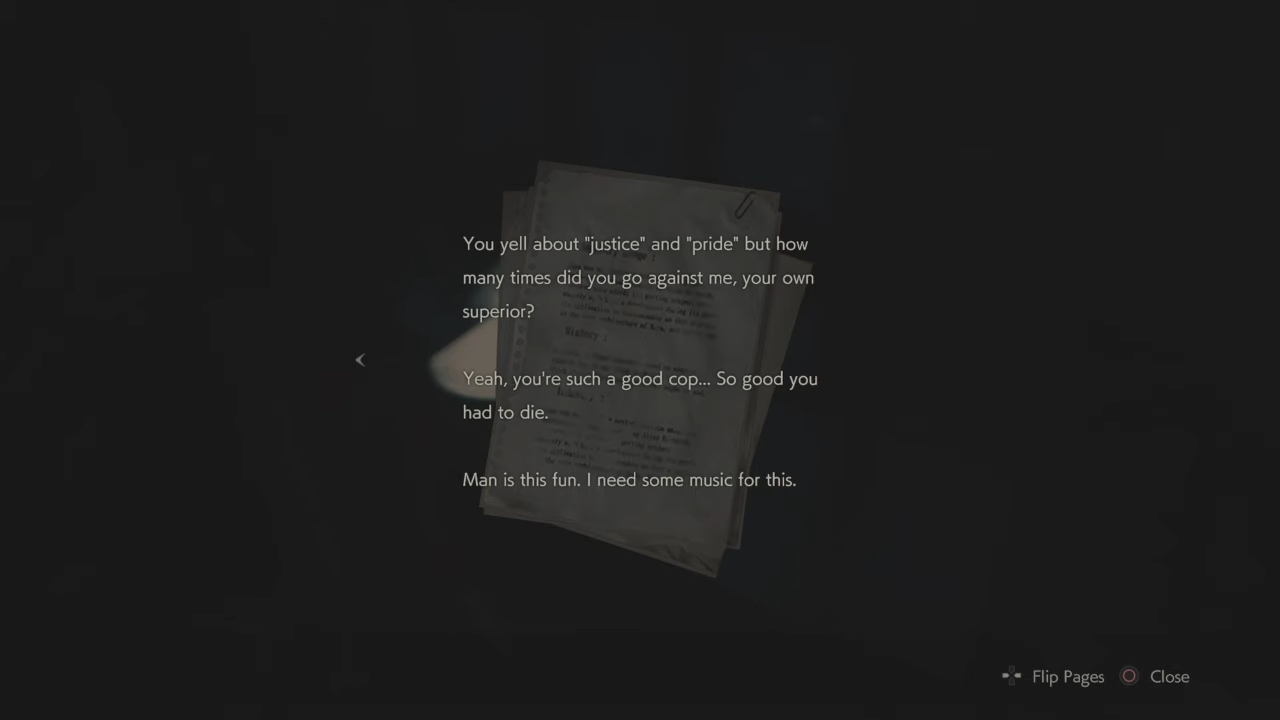 You yell about "justice" and "pride" but how
many times did you go against me, your own
superior?
Yeah, you're such a good cop... So good you
had to die.
Man is this fun. I need some music for this.
Flip Pages
Close